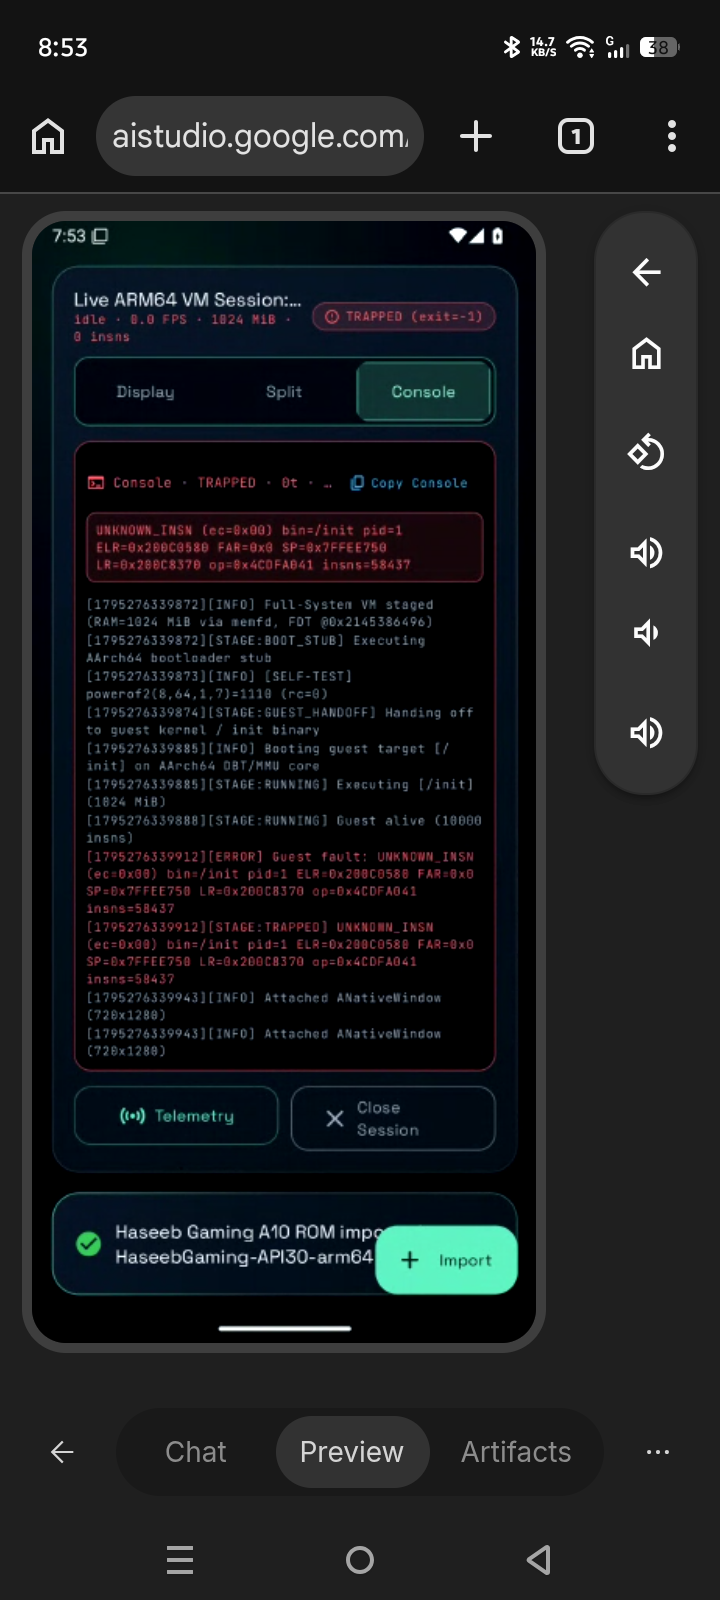 8:53
14.7
KB/S
G
38
aistudio.google.com/
1
7:53
Live ARM64 VM Session:...
idle · 0.0 FPS · 1024 MiB ·
0 insns
TRAPPED (exit=-1)
Display
Split
Console
Console · TRAPPED · 0t · …
Copy Console
UNKNOWN_INSN (ec=0x00) bin=/init pid=1
ELR=0x200C0580 FAR=0x0 SP=0x7FFEE750
LR=0x200C8370 op=0x4CDFA041 insns=58437
[1795276339872][INFO] Full-System VM staged
(RAM=1024 MiB via memfd, FDT @0x2145386496)
[1795276339872][STAGE:BOOT_STUB] Executing
AArch64 bootloader stub
[1795276339873][INFO] [SELF-TEST]
powerof2(8,64,1,7)=1110 (rc=0)
[1795276339874][STAGE:GUEST_HANDOFF] Handing off
to guest kernel / init binary
[1795276339885][INFO] Booting guest target [/
init] on AArch64 DBT/MMU core
[1795276339885][STAGE:RUNNING] Executing [/init]
(1024 MiB)
[1795276339888][STAGE:RUNNING] Guest alive (10000
insns)
[1795276339912][ERROR] Guest fault: UNKNOWN_INSN
(ec=0x00) bin=/init pid=1 ELR=0x200C0580 FAR=0x0
SP=0x7FFEE750 LR=0x200C8370 op=0x4CDFA041
insns=58437
[1795276339912][STAGE:TRAPPED] UNKNOWN_INSN
(ec=0x00) bin=/init pid=1 ELR=0x200C0580 FAR=0x0
SP=0x7FFEE750 LR=0x200C8370 op=0x4CDFA041
insns=58437
[1795276339943][INFO] Attached ANativeWindow
(720x1280)
[1795276339943][INFO] Attached ANativeWindow
(720x1280)
Telemetry
Close
Session
Haseeb Gaming A10 ROM impo
HaseebGaming-API30-arm64
Import
Chat
Preview
Artifacts